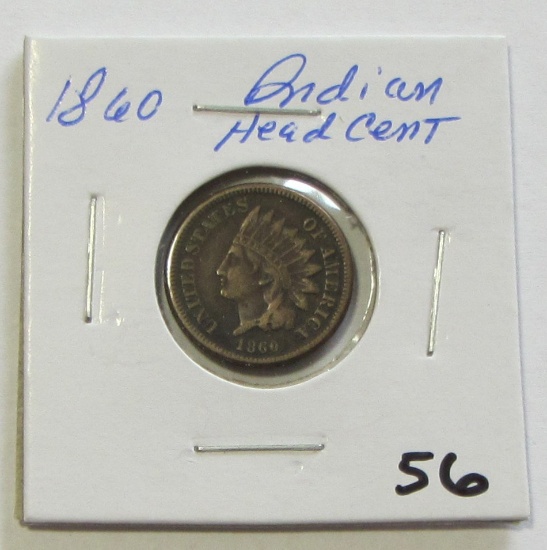 1860 Indian
Head Cent
UNITED STATES OF AMERICA
1860
56